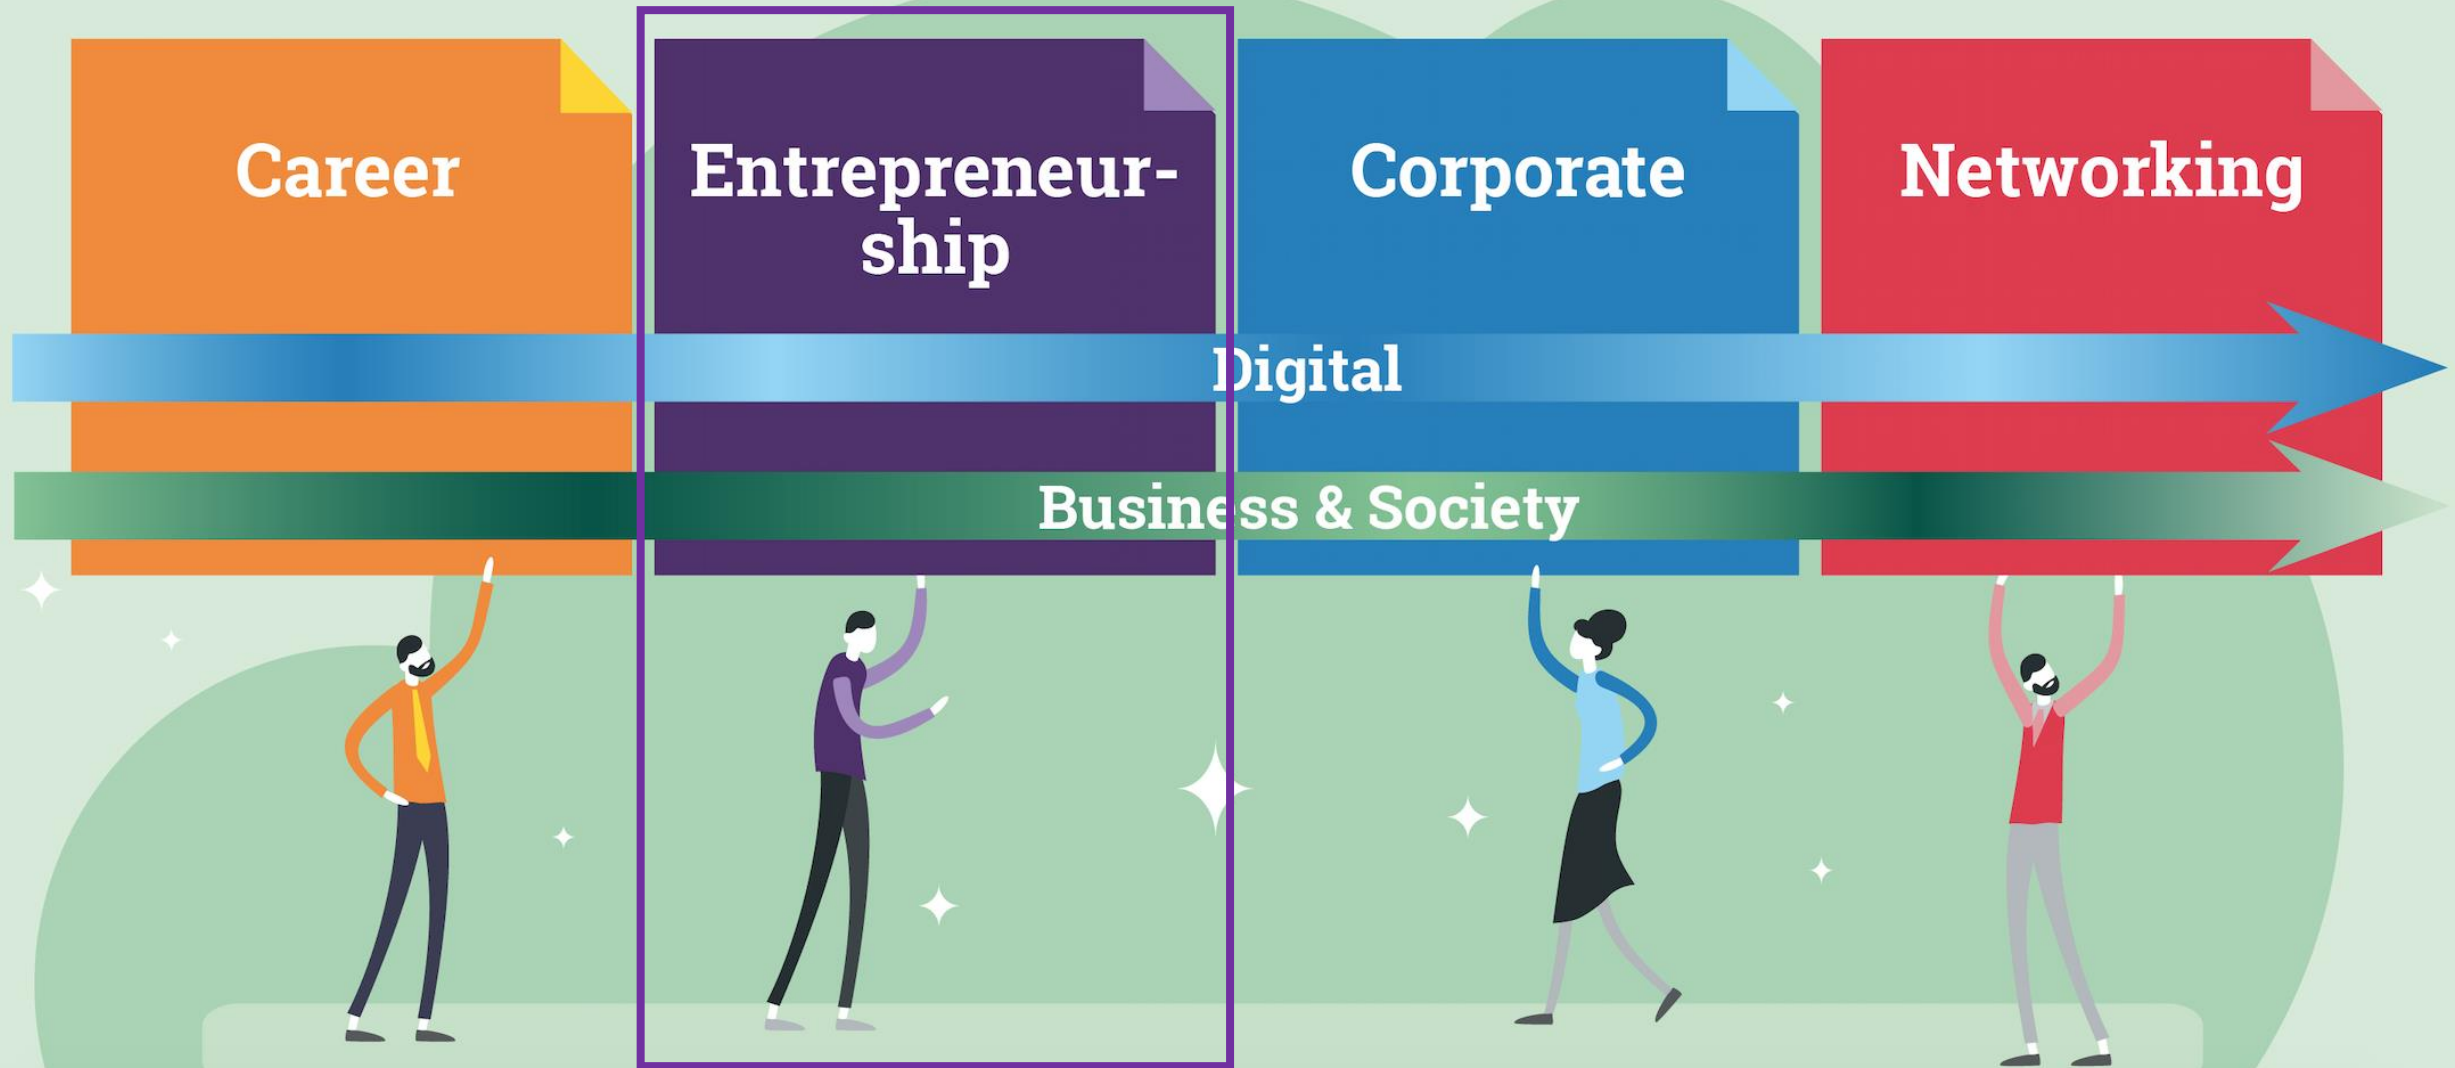 Career
Entrepreneur-
ship
Corporate
Networking
Digital
Business & Society